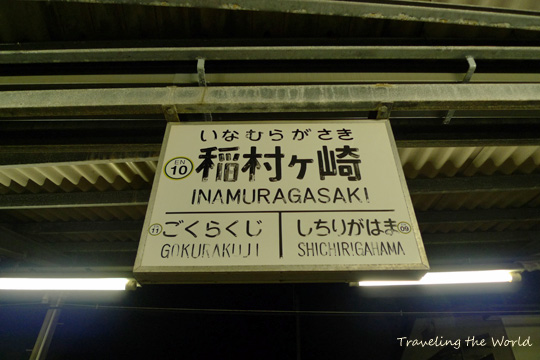 いなむらがさき
EN
10
稲村ヶ崎
INAMURAGASAKI
11 ごくらくじ
GOKURAKUJI
しちりがはま 09
SHICHIRIGAHAMA
Traveling the World